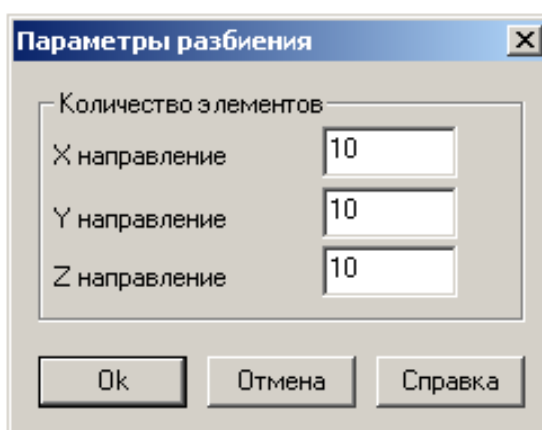 Параметры разбиения
Количество элементов
X направление 10
Y направление 10
Z направление 10
Ok Отмена Справка